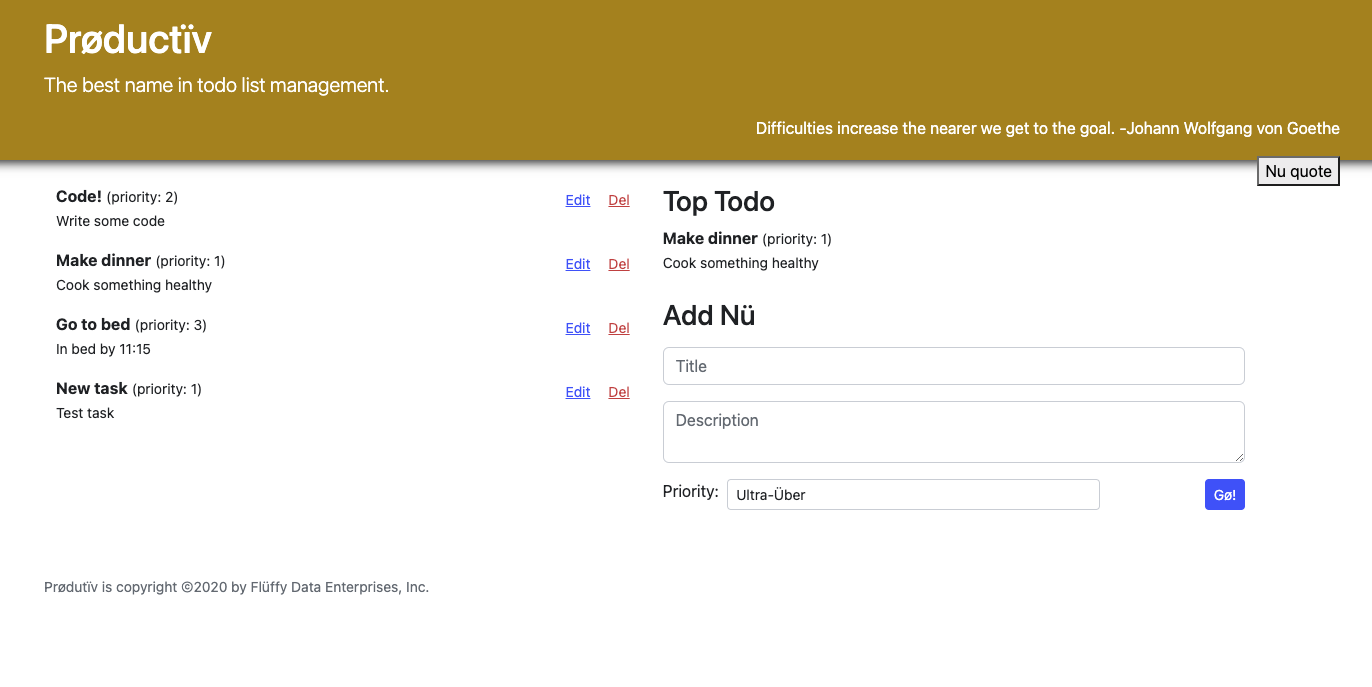 Prøductïv
The best name in todo list management.
Difficulties increase the nearer we get to the goal. -Johann Wolfgang von Goethe
Nu quote
Code! (priority: 2)
Edit Del
Write some code
Make dinner (priority: 1)
Edit Del
Cook something healthy
Go to bed (priority: 3)
Edit Del
In bed by 11:15
New task (priority: 1)
Edit Del
Test task
Top Todo
Make dinner (priority: 1)
Cook something healthy
Add Nü
Title
Description
Priority: Ultra-Über
Gø!
Prødutïv is copyright ©2020 by Flüffy Data Enterprises, Inc.